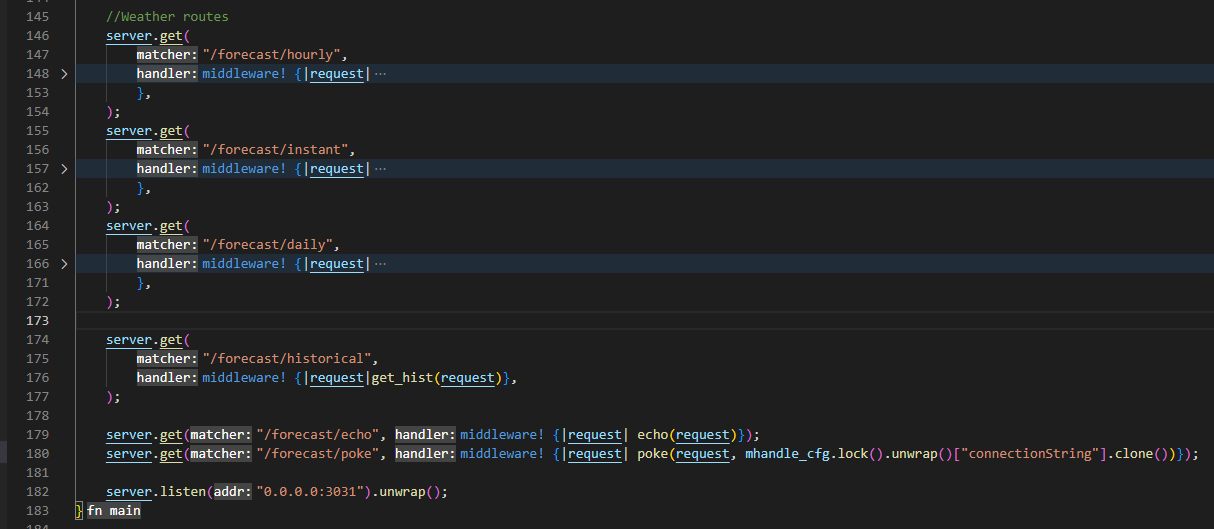 144
145 //Weather routes
146 server.get(
147 matcher: "/forecast/hourly",
148 handler: middleware! {|request| ...
153 },
154 );
155 server.get(
156 matcher: "/forecast/instant",
157 handler: middleware! {|request| ...
162 },
163 );
164 server.get(
165 matcher: "/forecast/daily",
166 handler: middleware! {|request| ...
171 },
172 );
173
174 server.get(
175 matcher: "/forecast/historical",
176 handler: middleware! {|request|get_hist(request)},
177 );
178
179 server.get(matcher: "/forecast/echo", handler: middleware! {|request| echo(request)});
180 server.get(matcher: "/forecast/poke", handler: middleware! {|request| poke(request, mhandle_cfg.lock().unwrap()["connectionString"].clone())});
181
182 server.listen(addr: "0.0.0.0:3031").unwrap();
183 } fn main
184